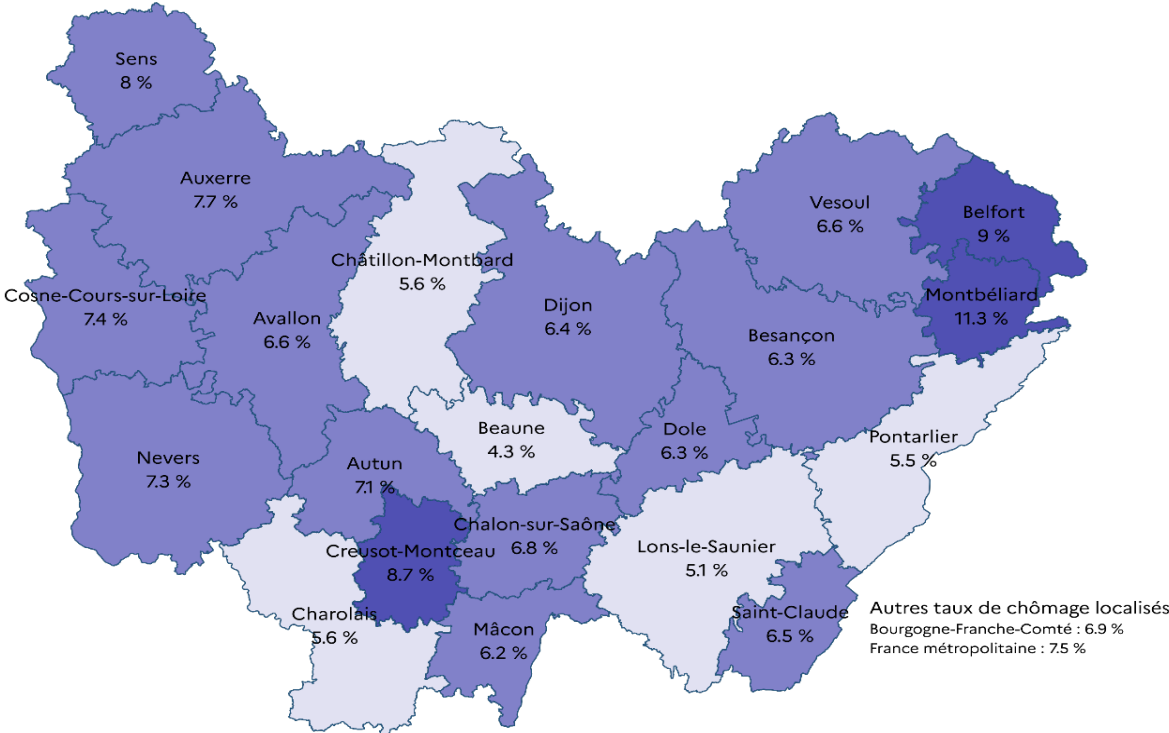 Sens
8 %
Auxerre
7.7 %
Vesoul
6.6 %
Belfort
9 %
Châtillon-Montbard
5.6 %
Cosne-Cours-sur-Loire
7.4 %
Avallon
6.6 %
Dijon
6.4 %
Besançon
6.3 %
Montbéliard
11.3 %
Beaune
4.3 %
Dole
6.3 %
Pontarlier
5.5 %
Nevers
7.3 %
Autun
7.1 %
Creusot-Montceau
8.7 %
Chalon-sur-Saône
6.8 %
Lons-le-Saunier
5.1 %
Charolais
5.6 %
Mâcon
6.2 %
Saint-Claude
6.5 %
Autres taux de chômage localisés
Bourgogne-Franche-Comté : 6.9 %
France métropolitaine : 7.5 %